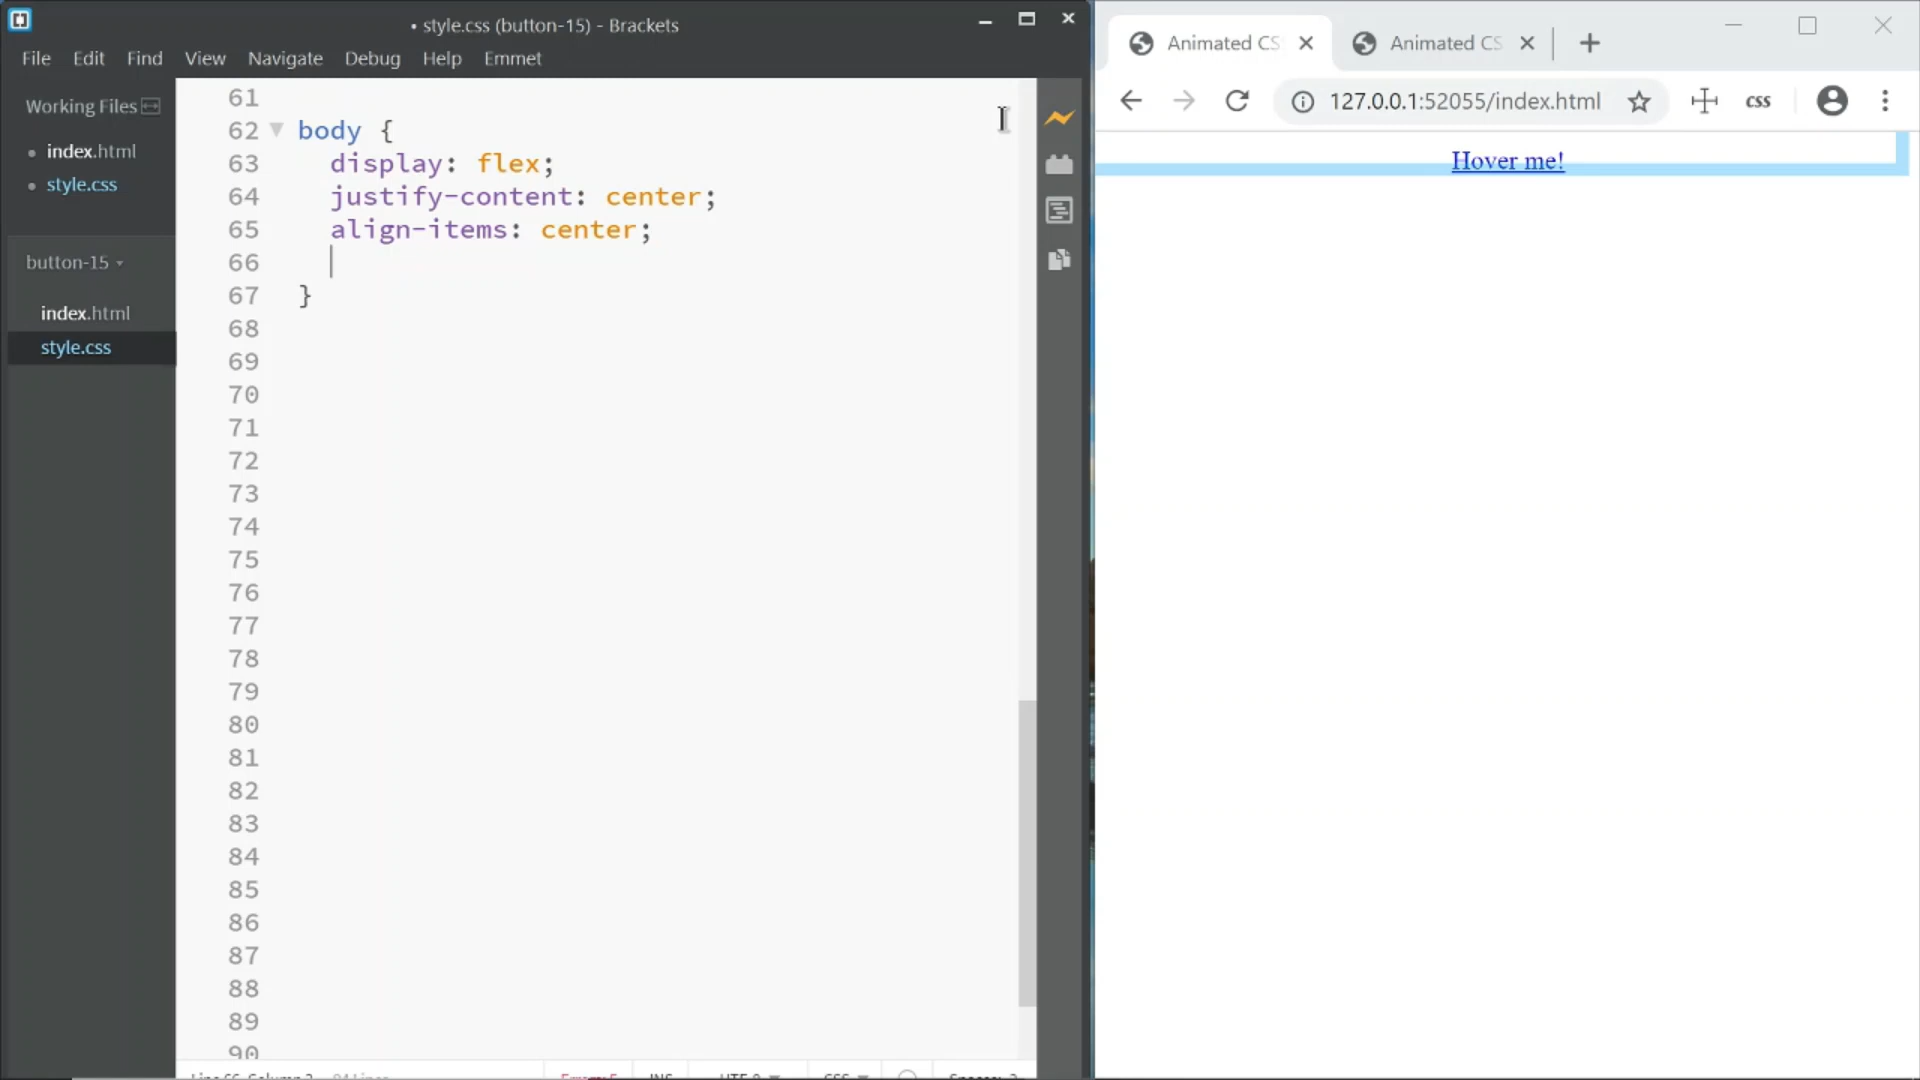 • style.css (button-15) - Brackets
File Edit Find View Navigate Debug Help Emmet
Working Files
index.html
style.css
button-15
index.html
style.css
61
62 body {
63 display: flex;
64 justify-content: center;
65 align-items: center;
66
67 }
68
69
70
71
72
73
74
75
76
77
78
79
80
81
82
83
84
85
86
87
88
89
90
Animated CS
Animated CS
127.0.0.1:52055/index.html
css
Hover me!